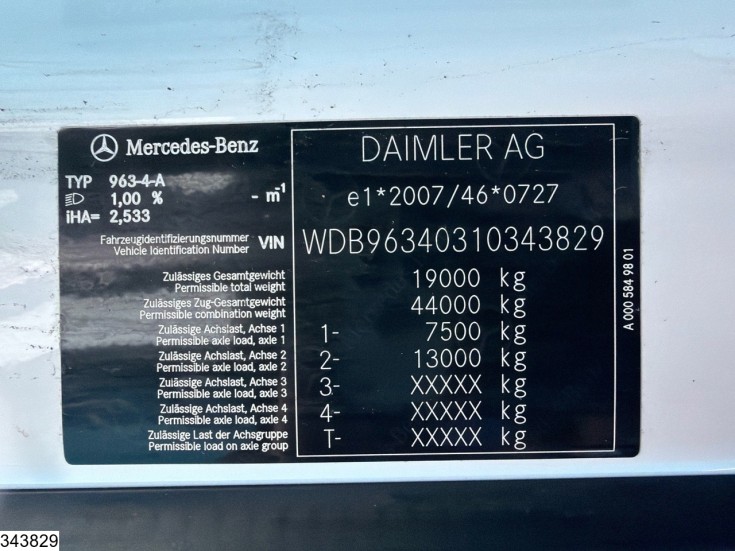 Mercedes-Benz
DAIMLER AG
TYP 963-4-A
1,00 % - m-1
iHA= 2,533
e1*2007/46*0727
Fahrzeugidentifizierungsnummer
Vehicle Identification Number
VIN WDB96340310343829
Zulässiges Gesamtgewicht
Permissible total weight
19000 kg
Zulässiges Zug-Gesamtgewicht
Permissible combination weight
44000 kg
Zulässige Achslast, Achse 1
Permissible axle load, axle 1
1- 7500 kg
Zulässige Achslast, Achse 2
Permissible axle load, axle 2
2- 13000 kg
Zulässige Achslast, Achse 3
Permissible axle load, axle 3
3- XXXXX kg
Zulässige Achslast, Achse 4
Permissible axle load, axle 4
4- XXXXX kg
Zulässige Last der Achsgruppe
Permissible load on axle group
T- XXXXX kg
A 000 584 98 01
343829